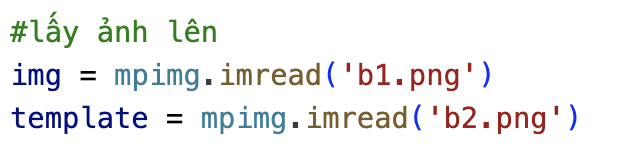 #lấy ảnh lên
img = mpimg.imread('b1.png')
template = mpimg.imread('b2.png')